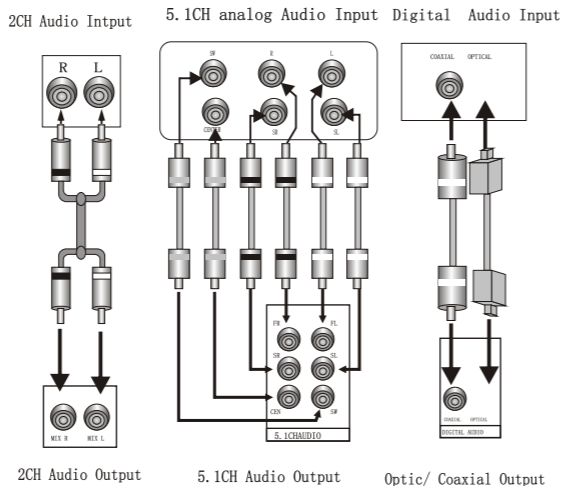 2CH Audio Intput
5.1CH analog Audio Input
Digital Audio Input
R L
SW R L
CENTER SR SL
COAXIAL OPTICAL
FR FL
SR SL
CEN SW
5.1CHAUDIO
MIX R MIX L
COAXIAL OPTICAL
DIGITAL AUDIO
2CH Audio Output
5.1CH Audio Output
Optic/ Coaxial Output